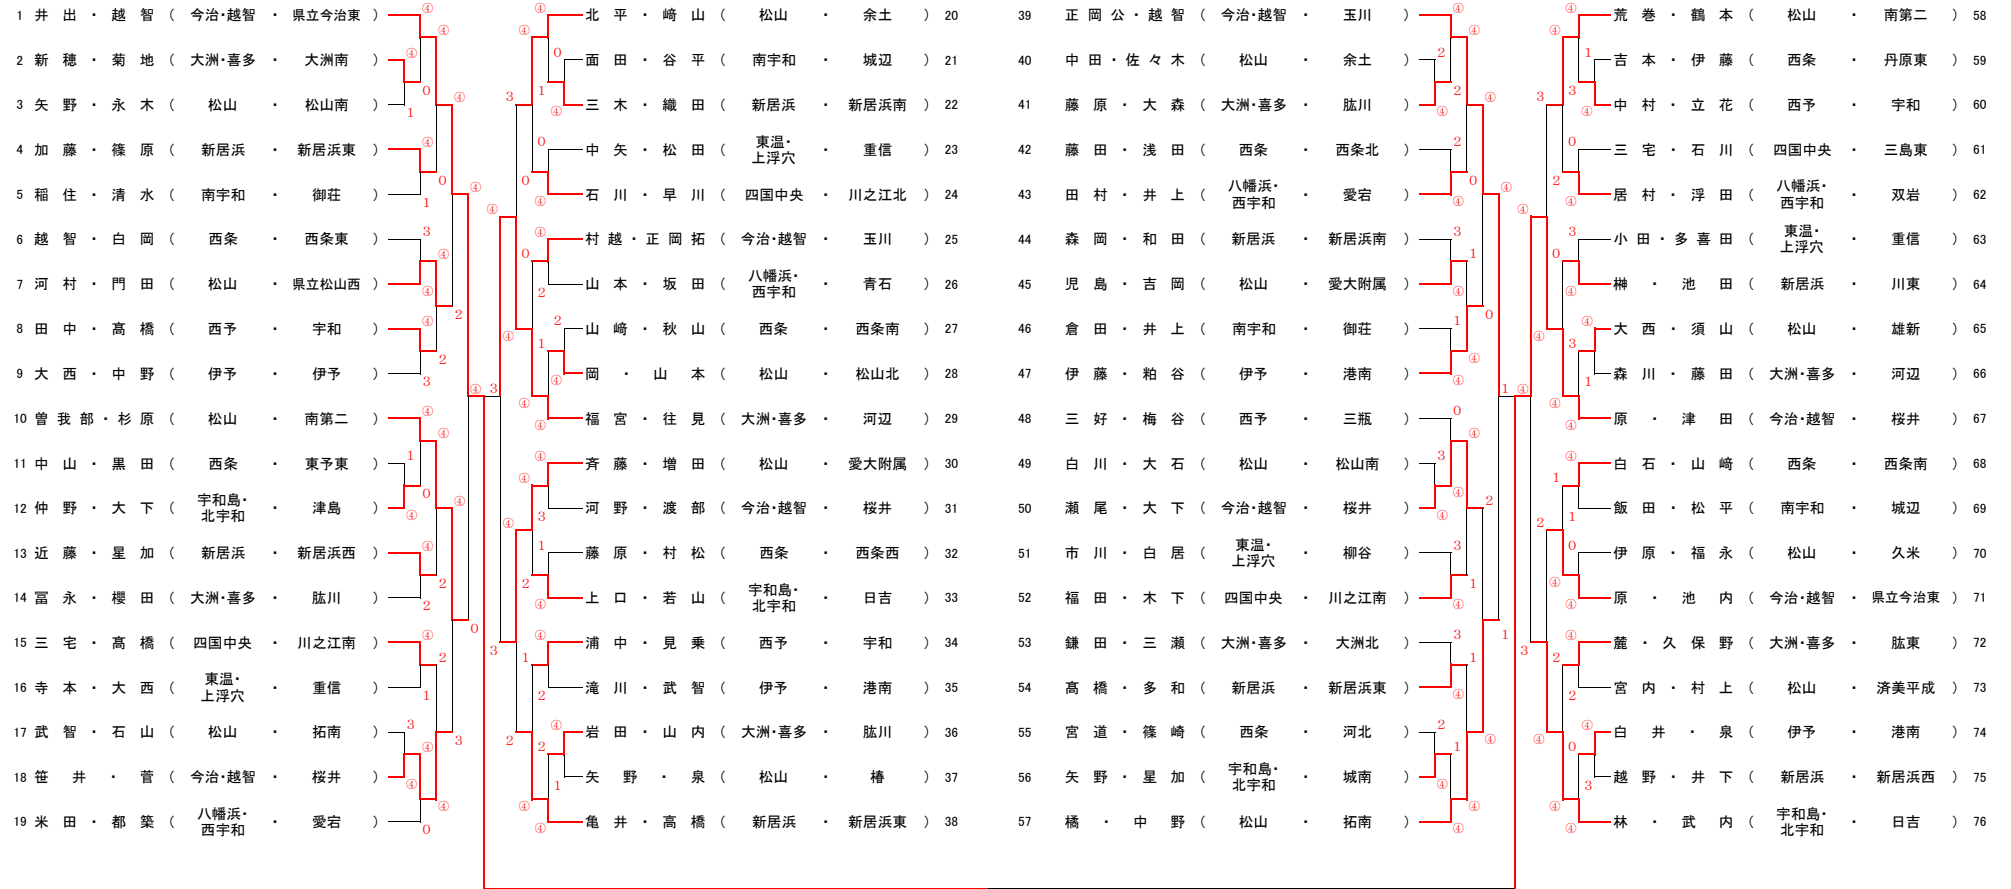 1 井出・越智 （ 今治・越智 ・ 県立今治東 ）
2 新穂・菊地 （ 大洲・喜多 ・ 大洲南 ）
3 矢野・永木 （ 松山 ・ 松山南 ）
4 加藤・篠原 （ 新居浜 ・ 新居浜東 ）
5 稲住・清水 （ 南宇和 ・ 御荘 ）
6 越智・白岡 （ 西条 ・ 西条東 ）
7 河村・門田 （ 松山 ・ 県立松山西 ）
8 田中・髙橋 （ 西予 ・ 宇和 ）
9 大西・中野 （ 伊予 ・ 伊予 ）
10 曽我部・杉原 （ 松山 ・ 南第二 ）
11 中山・黒田 （ 西条 ・ 東予東 ）
12 仲野・大下 （ 宇和島・北宇和 ・ 津島 ）
13 近藤・星加 （ 新居浜 ・ 新居浜西 ）
14 冨永・櫻田 （ 大洲・喜多 ・ 肱川 ）
15 三宅・髙橋 （ 四国中央 ・ 川之江南 ）
16 寺本・大西 （ 東温・上浮穴 ・ 重信 ）
17 武智・石山 （ 松山 ・ 拓南 ）
18 笹井・菅 （ 今治・越智 ・ 桜井 ）
19 米田・都築 （ 八幡浜・西宇和 ・ 愛宕 ）
北平・﨑山 （ 松山 ・ 余土 ） 20
面田・谷平 （ 南宇和 ・ 城辺 ） 21
三木・織田 （ 新居浜 ・ 新居浜南 ） 22
中矢・松田 （ 東温・上浮穴 ・ 重信 ） 23
石川・早川 （ 四国中央 ・ 川之江北 ） 24
村越・正岡拓 （ 今治・越智 ・ 玉川 ） 25
山本・坂田 （ 八幡浜・西宇和 ・ 青石 ） 26
山﨑・秋山 （ 西条 ・ 西条南 ） 27
岡・山本 （ 松山 ・ 松山北 ） 28
福宮・往見 （ 大洲・喜多 ・ 河辺 ） 29
斉藤・増田 （ 松山 ・ 愛大附属 ） 30
河野・渡部 （ 今治・越智 ・ 桜井 ） 31
藤原・村松 （ 西条 ・ 西条西 ） 32
上口・若山 （ 宇和島・北宇和 ・ 日吉 ） 33
浦中・見乗 （ 西予 ・ 宇和 ） 34
滝川・武智 （ 伊予 ・ 港南 ） 35
岩田・山内 （ 大洲・喜多 ・ 肱川 ） 36
矢野・泉 （ 松山 ・ 椿 ） 37
亀井・高橋 （ 新居浜 ・ 新居浜東 ） 38
39 正岡公・越智 （ 今治・越智 ・ 玉川 ）
40 中田・佐々木 （ 松山 ・ 余土 ）
41 藤原・大森 （ 大洲・喜多 ・ 肱川 ）
42 藤田・浅田 （ 西条 ・ 西条北 ）
43 田村・井上 （ 八幡浜・西宇和 ・ 愛宕 ）
44 森岡・和田 （ 新居浜 ・ 新居浜南 ）
45 児島・吉岡 （ 松山 ・ 愛大附属 ）
46 倉田・井上 （ 南宇和 ・ 御荘 ）
47 伊藤・粕谷 （ 伊予 ・ 港南 ）
48 三好・梅谷 （ 西予 ・ 三瓶 ）
49 白川・大石 （ 松山 ・ 松山南 ）
50 瀬尾・大下 （ 今治・越智 ・ 桜井 ）
51 市川・白居 （ 東温・上浮穴 ・ 柳谷 ）
52 福田・木下 （ 四国中央 ・ 川之江南 ）
53 鎌田・三瀬 （ 大洲・喜多 ・ 大洲北 ）
54 髙橋・多和 （ 新居浜 ・ 新居浜東 ）
55 宮道・篠崎 （ 西条 ・ 河北 ）
56 矢野・星加 （ 宇和島・北宇和 ・ 城南 ）
57 橘・中野 （ 松山 ・ 拓南 ）
荒巻・鶴本 （ 松山 ・ 南第二 ） 58
吉本・伊藤 （ 西条 ・ 丹原東 ） 59
中村・立花 （ 西予 ・ 宇和 ） 60
三宅・石川 （ 四国中央 ・ 三島東 ） 61
居村・浮田 （ 八幡浜・西宇和 ・ 双岩 ） 62
小田・多喜田 （ 東温・上浮穴 ・ 重信 ） 63
榊・池田 （ 新居浜 ・ 川東 ） 64
大西・須山 （ 松山 ・ 雄新 ） 65
森川・藤田 （ 大洲・喜多 ・ 河辺 ） 66
原・津田 （ 今治・越智 ・ 桜井 ） 67
白石・山﨑 （ 西条 ・ 西条南 ） 68
飯田・松平 （ 南宇和 ・ 城辺 ） 69
伊原・福永 （ 松山 ・ 久米 ） 70
原・池内 （ 今治・越智 ・ 県立今治東 ） 71
麓・久保野 （ 大洲・喜多 ・ 肱東 ） 72
宮内・村上 （ 松山 ・ 済美平成 ） 73
白井・泉 （ 伊予 ・ 港南 ） 74
越野・井下 （ 新居浜 ・ 新居浜西 ） 75
林・武内 （ 宇和島・北宇和 ・ 日吉 ） 76